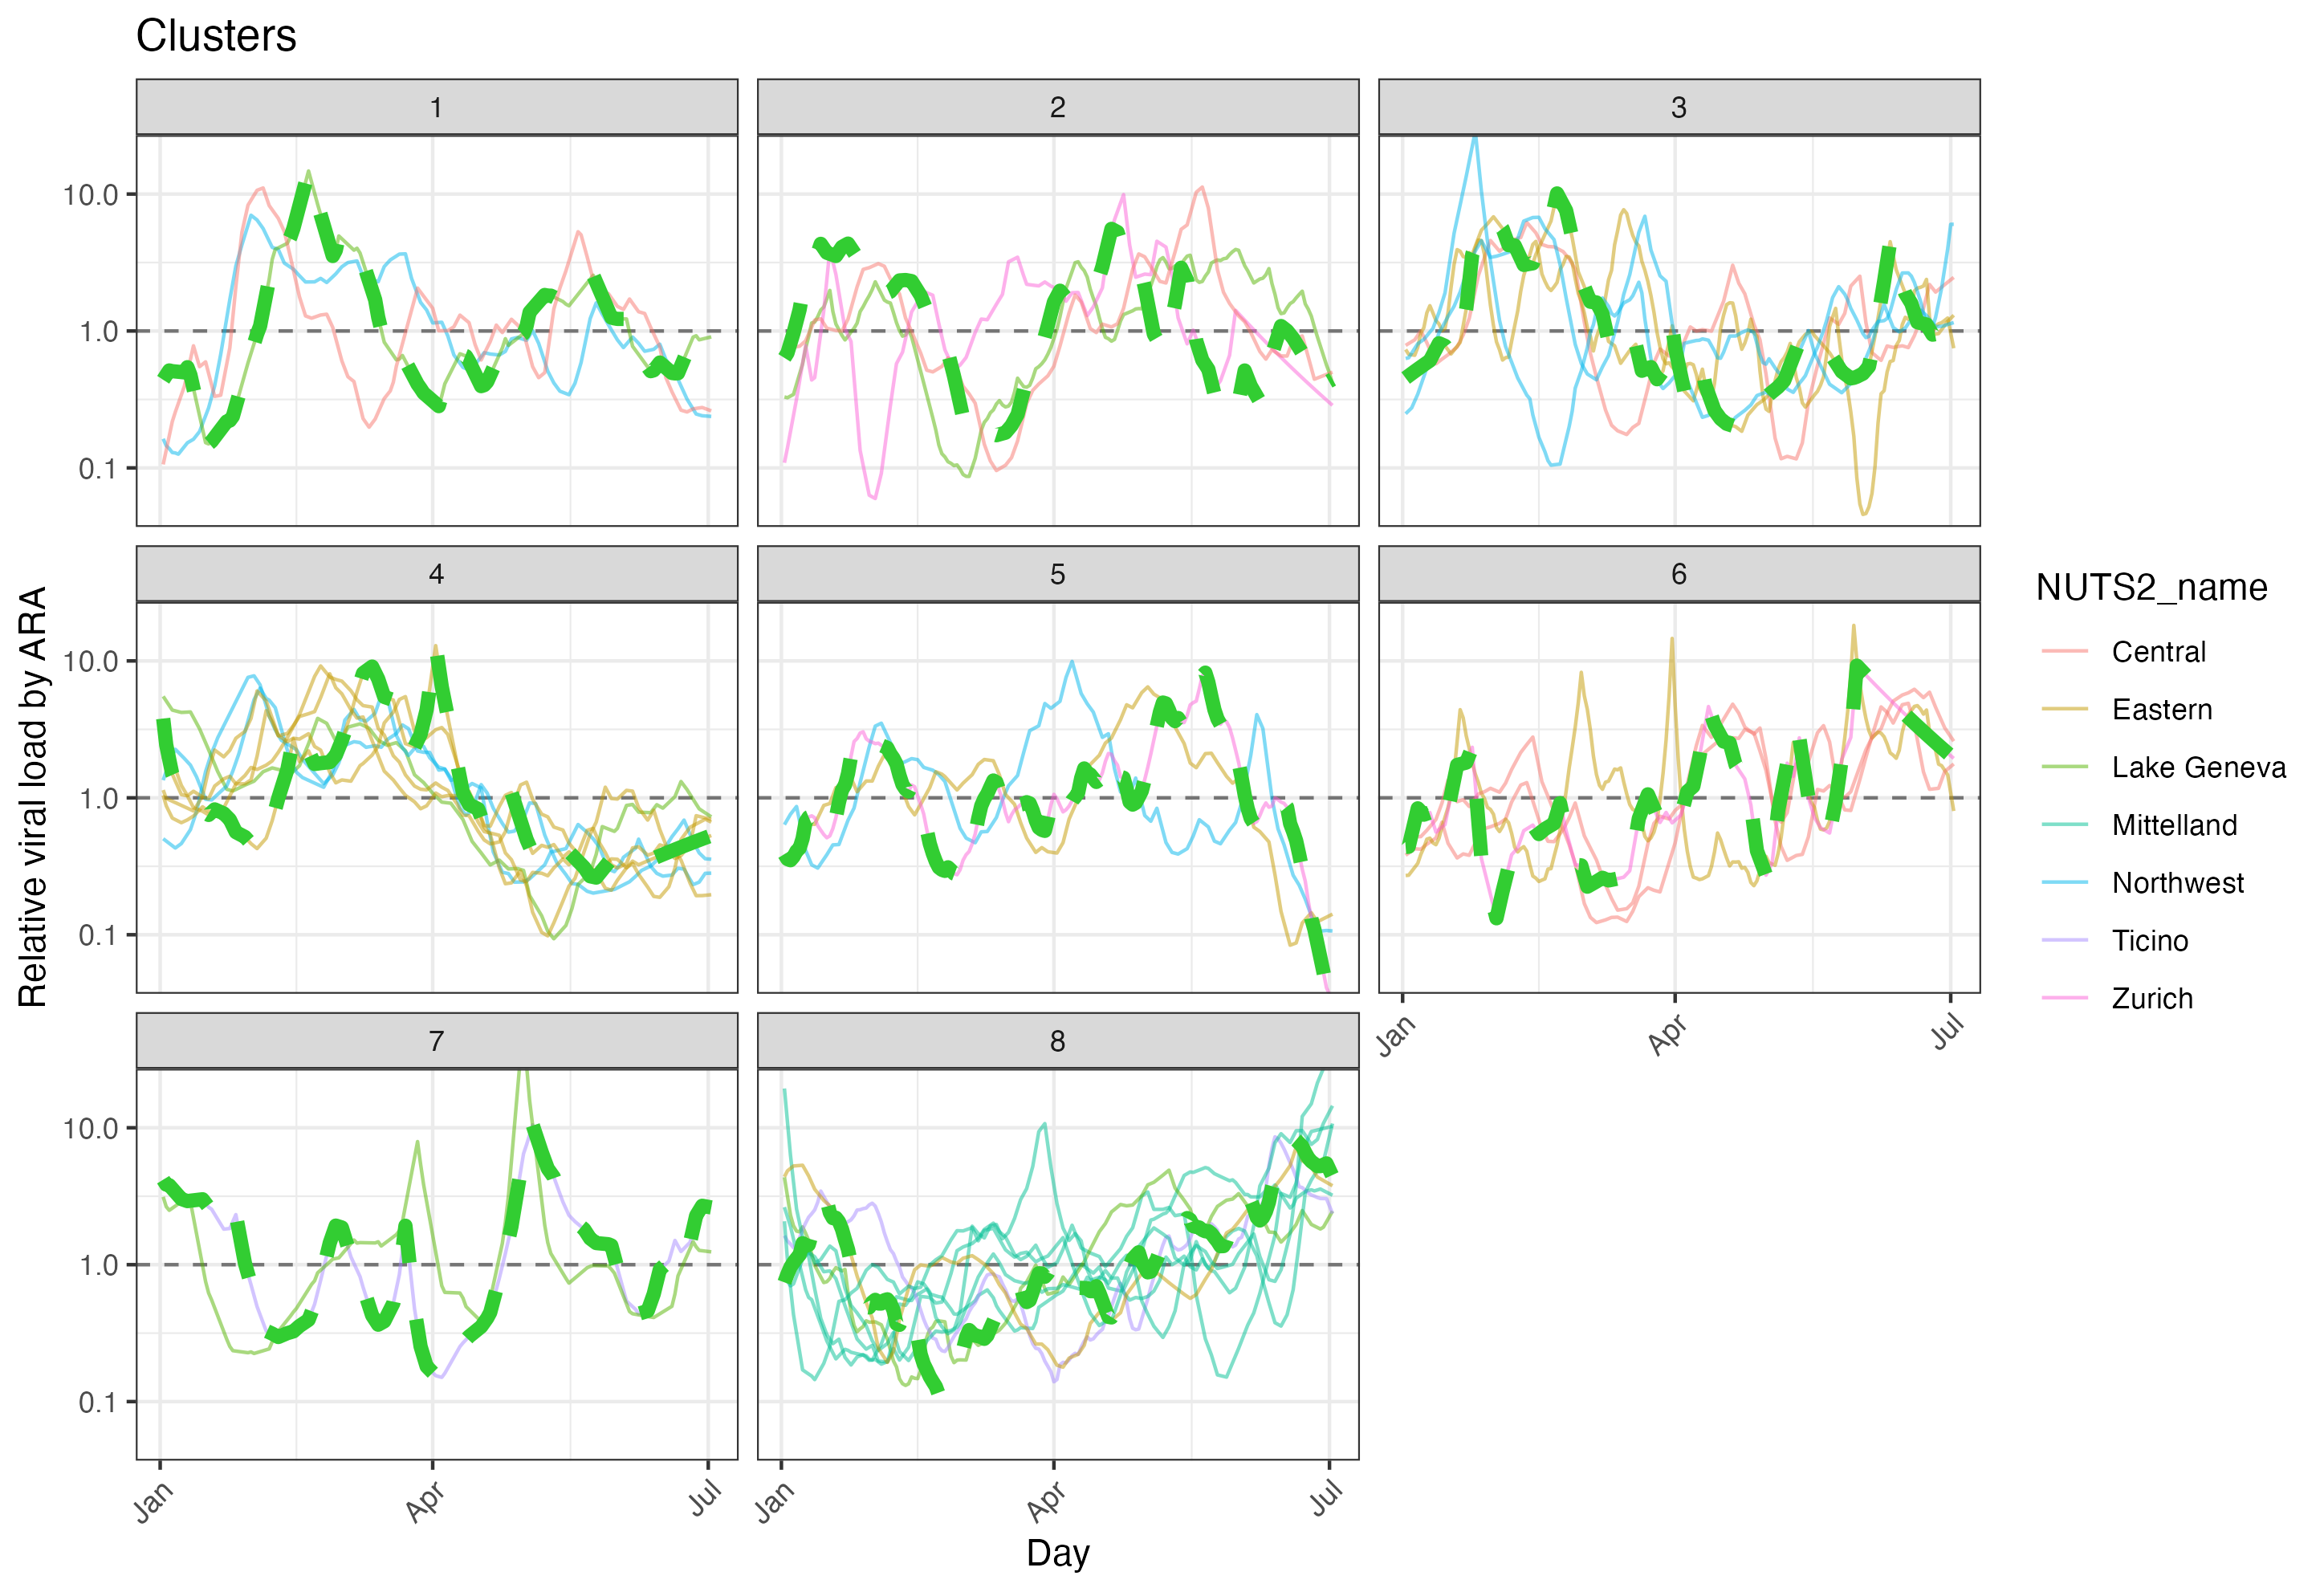 Clusters
1
2
3
10.0
1.0
0.1
4
5
6
10.0
1.0
0.1
Jan
Apr
Jul
7
8
10.0
1.0
0.1
Jan
Apr
Jul
Jan
Apr
Jul
Day
Relative viral load by ARA
NUTS2_name
Central
Eastern
Lake Geneva
Mittelland
Northwest
Ticino
Zurich